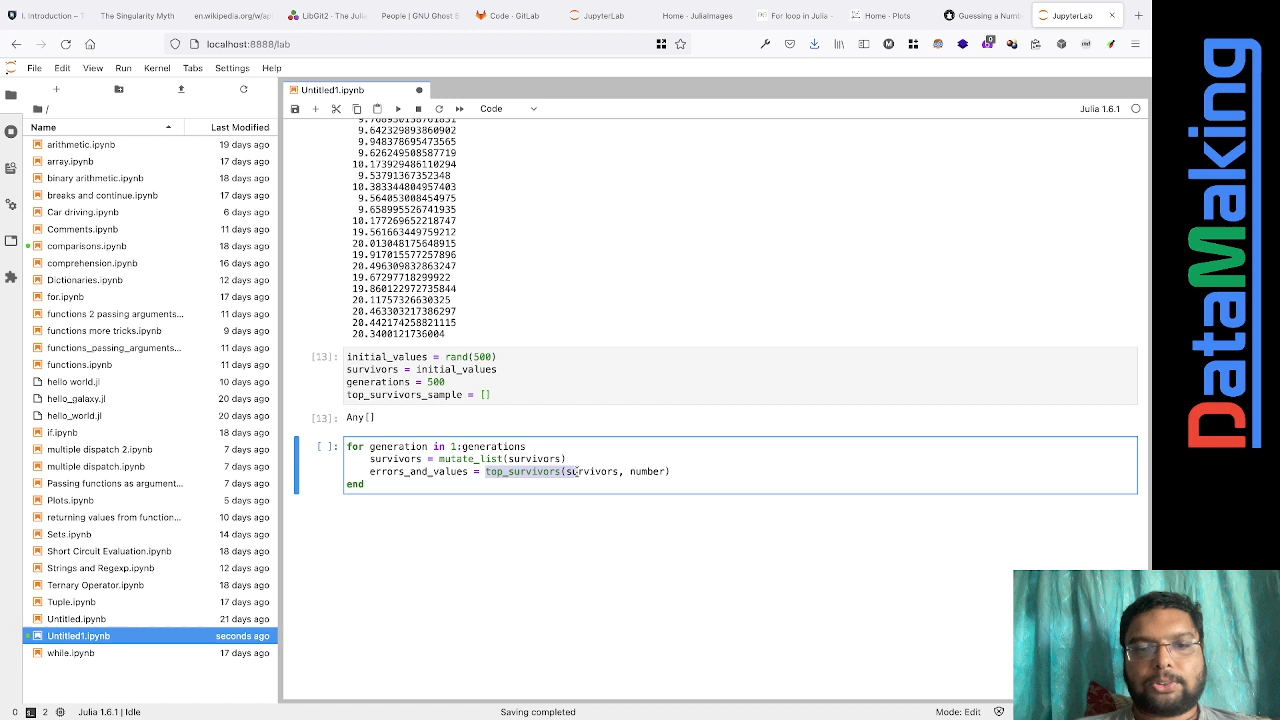 I. Introduction – T
The Singularity Myth
en.wikipedia.org/w/api
LibGit2 · The Julia
People | GNU Ghost S
Code · GitLab
JupyterLab
Home · JuliaImages
For loop in Julia -
Home · Plots
Guessing a Numb
JupyterLab
localhost:8888/lab
File Edit View Run Kernel Tabs Settings Help
Untitled1.ipynb
Code
Julia 1.6.1
/
Name Last Modified
arithmetic.ipynb 19 days ago
array.ipynb 17 days ago
binary arithmetic.ipynb 18 days ago
breaks and continue.ipynb 17 days ago
Car driving.ipynb 6 days ago
Comments.ipynb 11 days ago
comparisons.ipynb 18 days ago
comprehension.ipynb 16 days ago
Dictionaries.ipynb 12 days ago
for.ipynb 17 days ago
functions 2 passing arguments... 11 days ago
functions more tricks.ipynb 9 days ago
functions_passing_arguments... 11 days ago
functions.ipynb 11 days ago
hello world.jl 10 days ago
hello_galaxy.jl 20 days ago
hello_world.jl 20 days ago
if.ipynb 18 days ago
multiple dispatch 2.ipynb 7 days ago
multiple dispatch.ipynb 7 days ago
Passing functions as argument... 7 days ago
Plots.ipynb 5 days ago
returning values from function... 10 days ago
Sets.ipynb 14 days ago
Short Circuit Evaluation.ipynb 18 days ago
Strings and Regexp.ipynb 12 days ago
Ternary Operator.ipynb 18 days ago
Tuple.ipynb 17 days ago
Untitled.ipynb 21 days ago
Untitled1.ipynb seconds ago
while.ipynb 17 days ago
9.642329893860902
9.948378695473565
9.626249508587719
10.173929486110294
9.53791367352348
10.383344804957403
9.564053008454975
9.658995526741935
10.177269652218747
19.561663449759212
20.013048175648915
19.917015577257896
20.496309832863247
19.67297718299922
19.860122972735844
20.11757326630325
20.463303217386297
20.442174258821115
20.3400121736004
[13]: initial_values = rand(500)
survivors = initial_values
generations = 500
top_survivors_sample = []
[13]: Any[]
[ ]: for generation in 1:generations
survivors = mutate_list(survivors)
errors_and_values = top_survivors(survivors, number)
end
0 2 Julia 1.6.1 | Idle Saving completed Mode: Edit
DataMaking